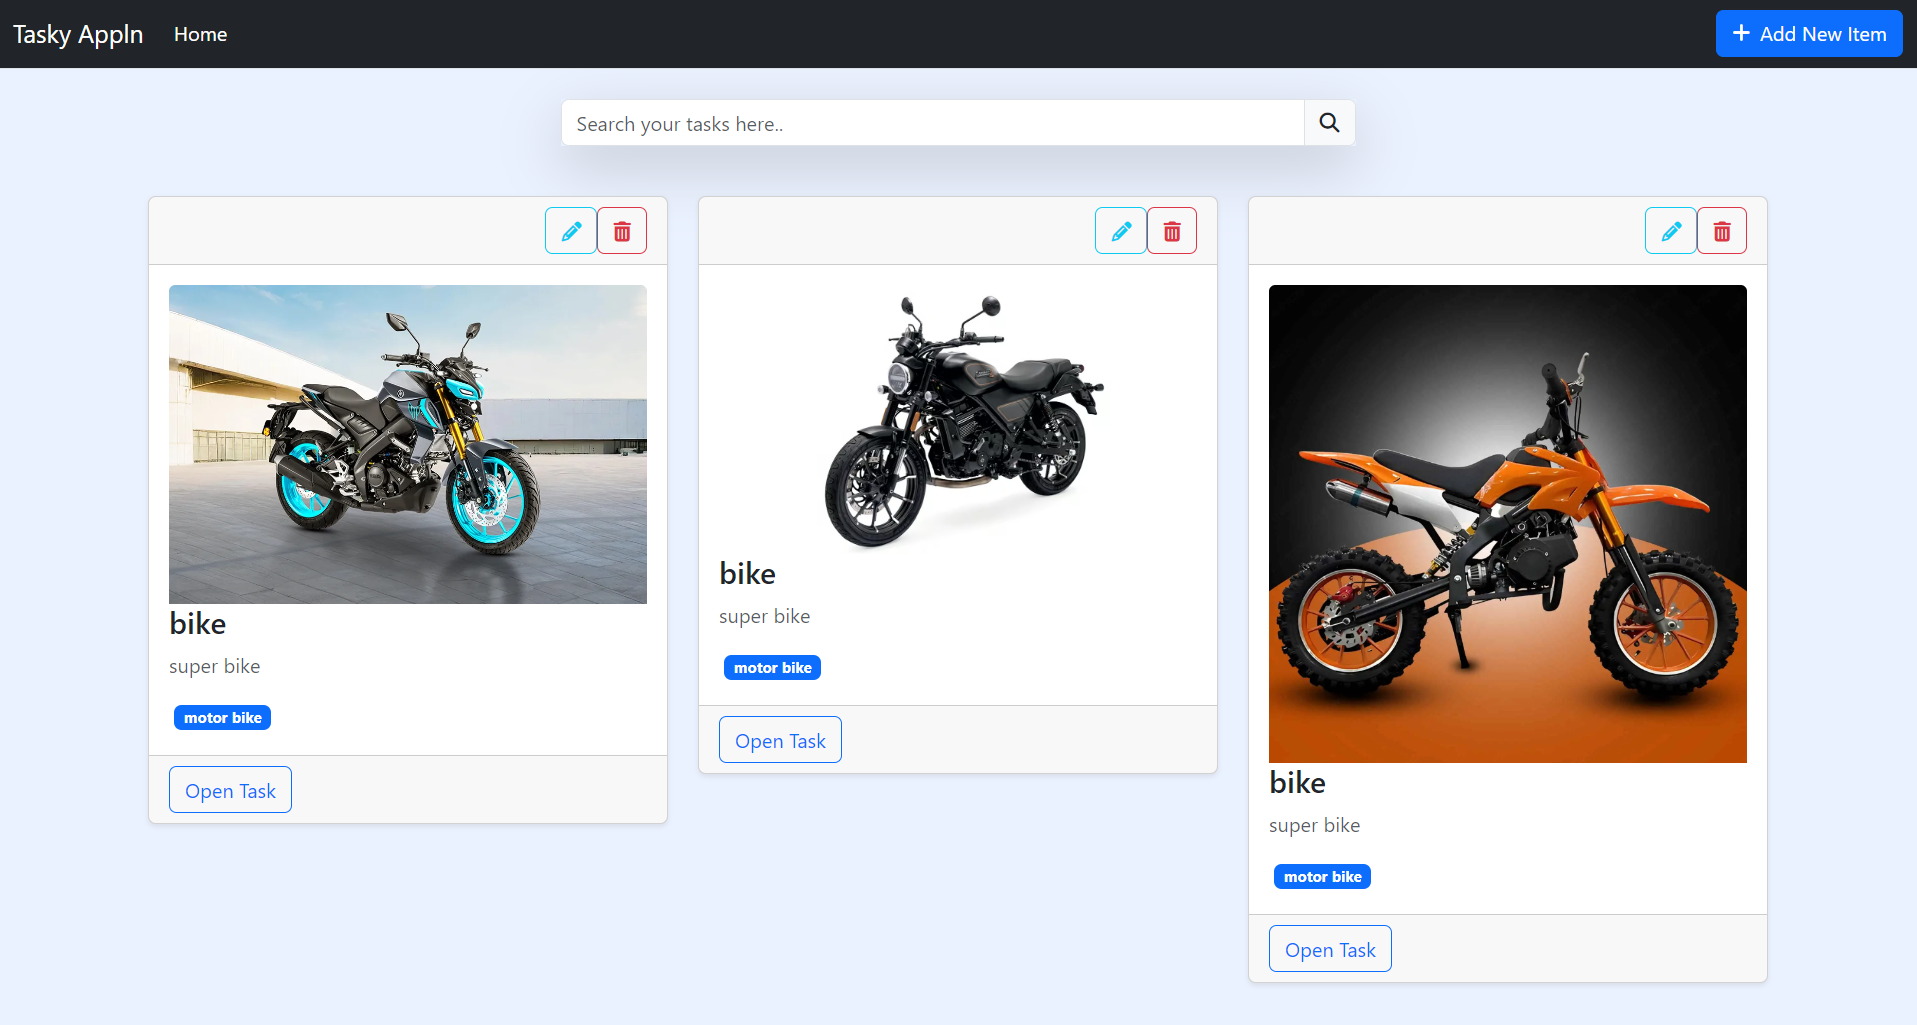 Tasky Appln
Home
Add New Item
Search your tasks here..
bike
super bike
motor bike
Open Task
bike
super bike
motor bike
Open Task
bike
super bike
motor bike
Open Task